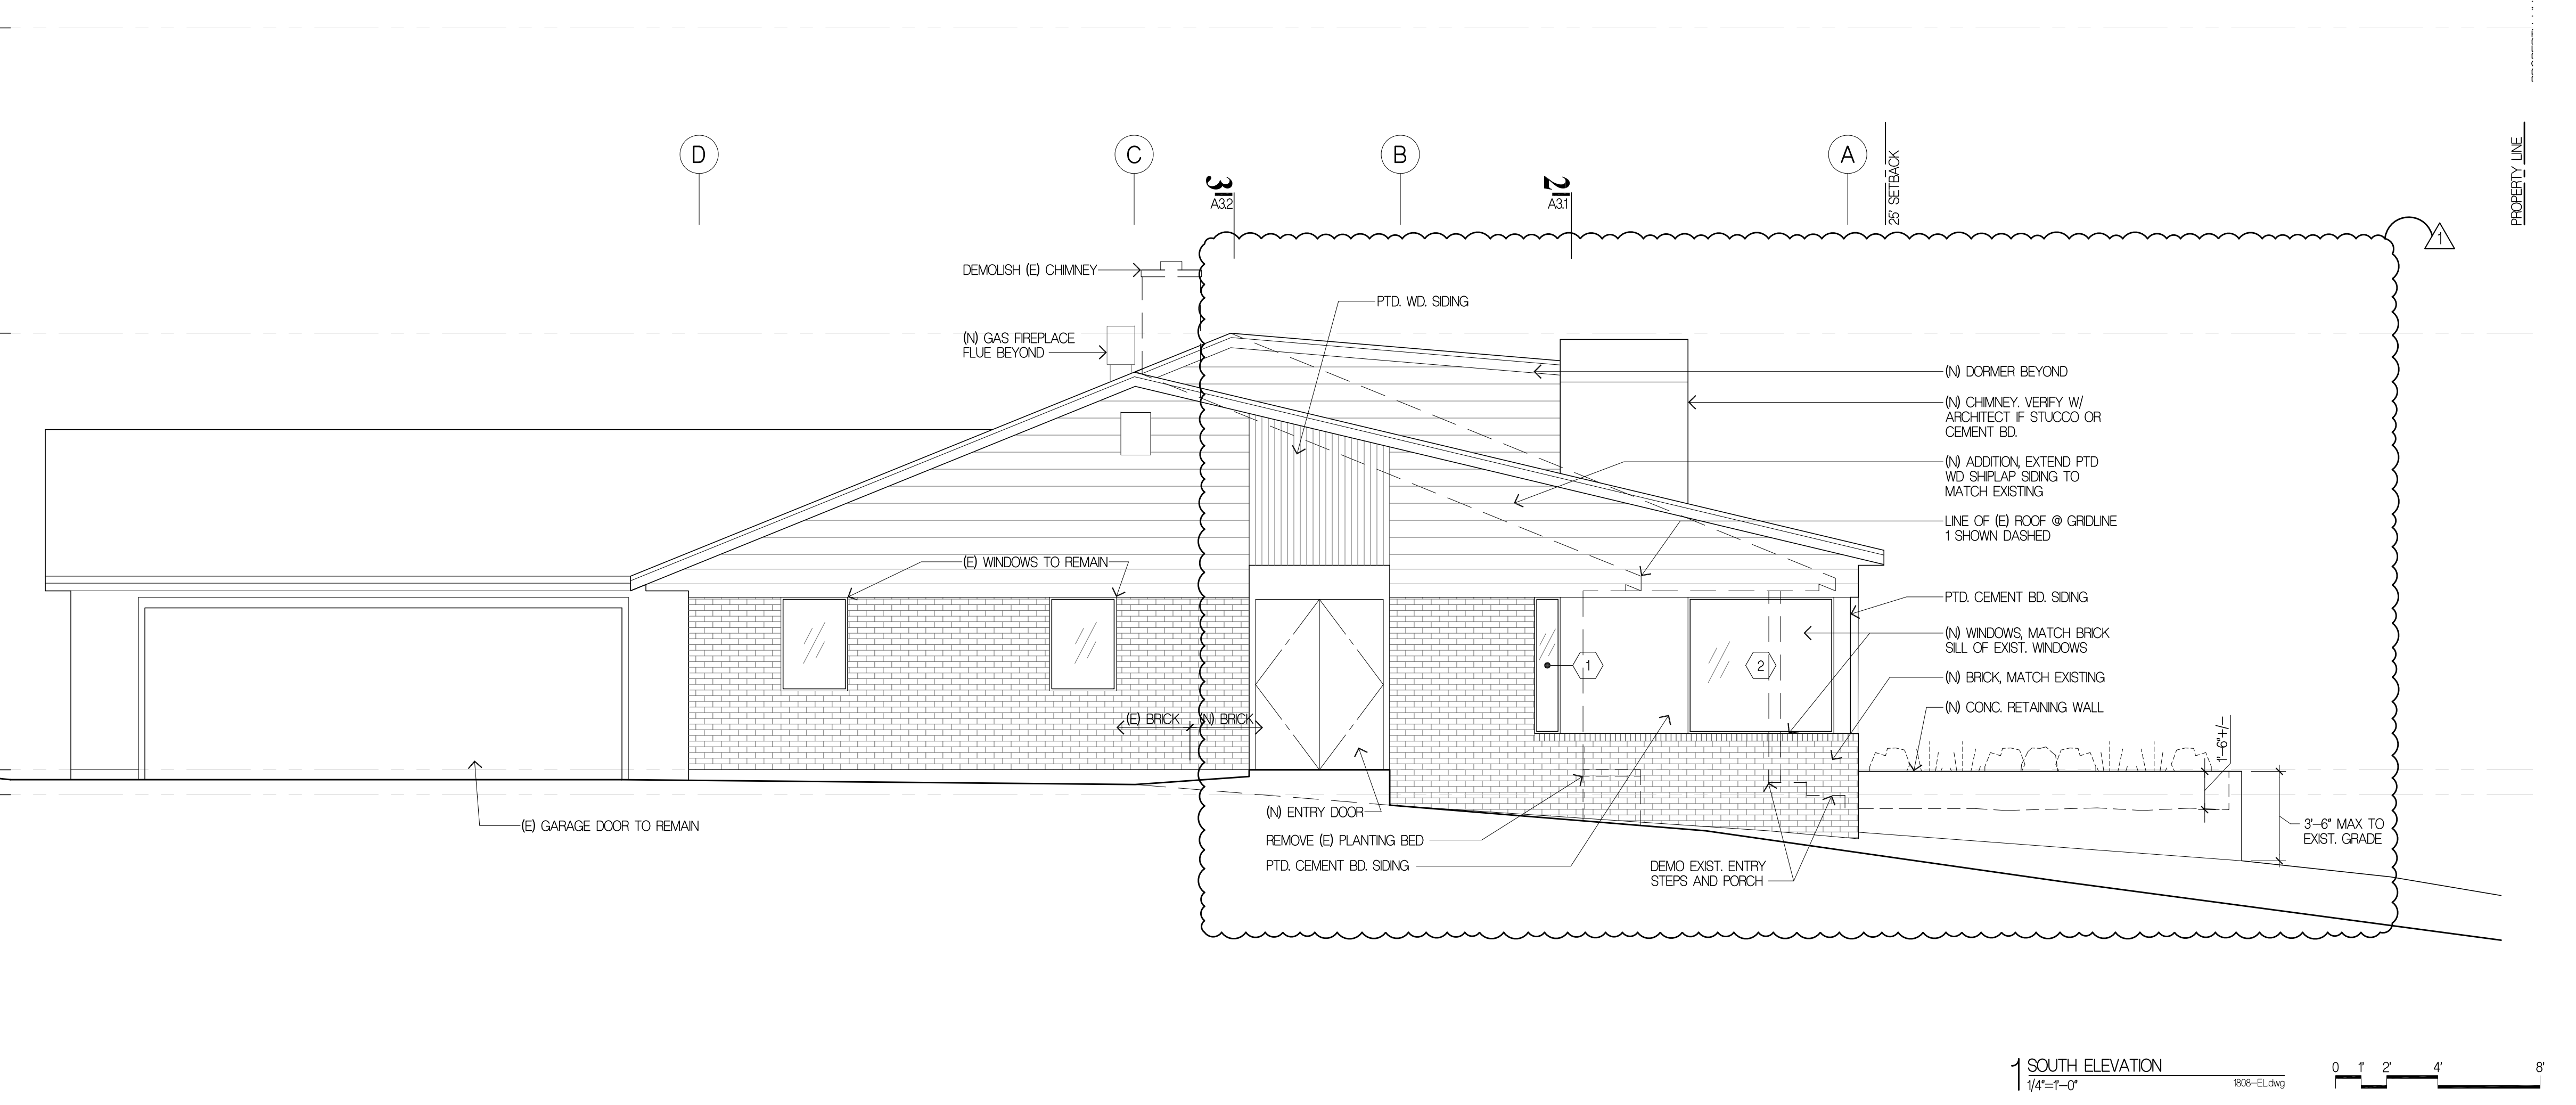 PROPERTY LINE
25' SETBACK
D
C
B
A
3
A3.2
2
A3.1
1
DEMOLISH (E) CHIMNEY
(N) GAS FIREPLACE
FLUE BEYOND
PTD. WD. SIDING
(N) DORMER BEYOND
(N) CHIMNEY. VERIFY W/
ARCHITECT IF STUCCO OR
CEMENT BD.
(N) ADDITION, EXTEND PTD
WD SHIPLAP SIDING TO
MATCH EXISTING
LINE OF (E) ROOF @ GRIDLINE
1 SHOWN DASHED
(E) WINDOWS TO REMAIN
PTD. CEMENT BD. SIDING
(N) WINDOWS, MATCH BRICK
SILL OF EXIST. WINDOWS
1
2
(N) BRICK, MATCH EXISTING
(N) CONC. RETAINING WALL
(E) BRICK
(N) BRICK
1'-6"+/-
(E) GARAGE DOOR TO REMAIN
(N) ENTRY DOOR
REMOVE (E) PLANTING BED
PTD. CEMENT BD. SIDING
DEMO EXIST. ENTRY
STEPS AND PORCH
3'-6" MAX TO
EXIST. GRADE
1 SOUTH ELEVATION
1/4"=1'-0"
1808-EL.dwg
0 1' 2' 4' 8'